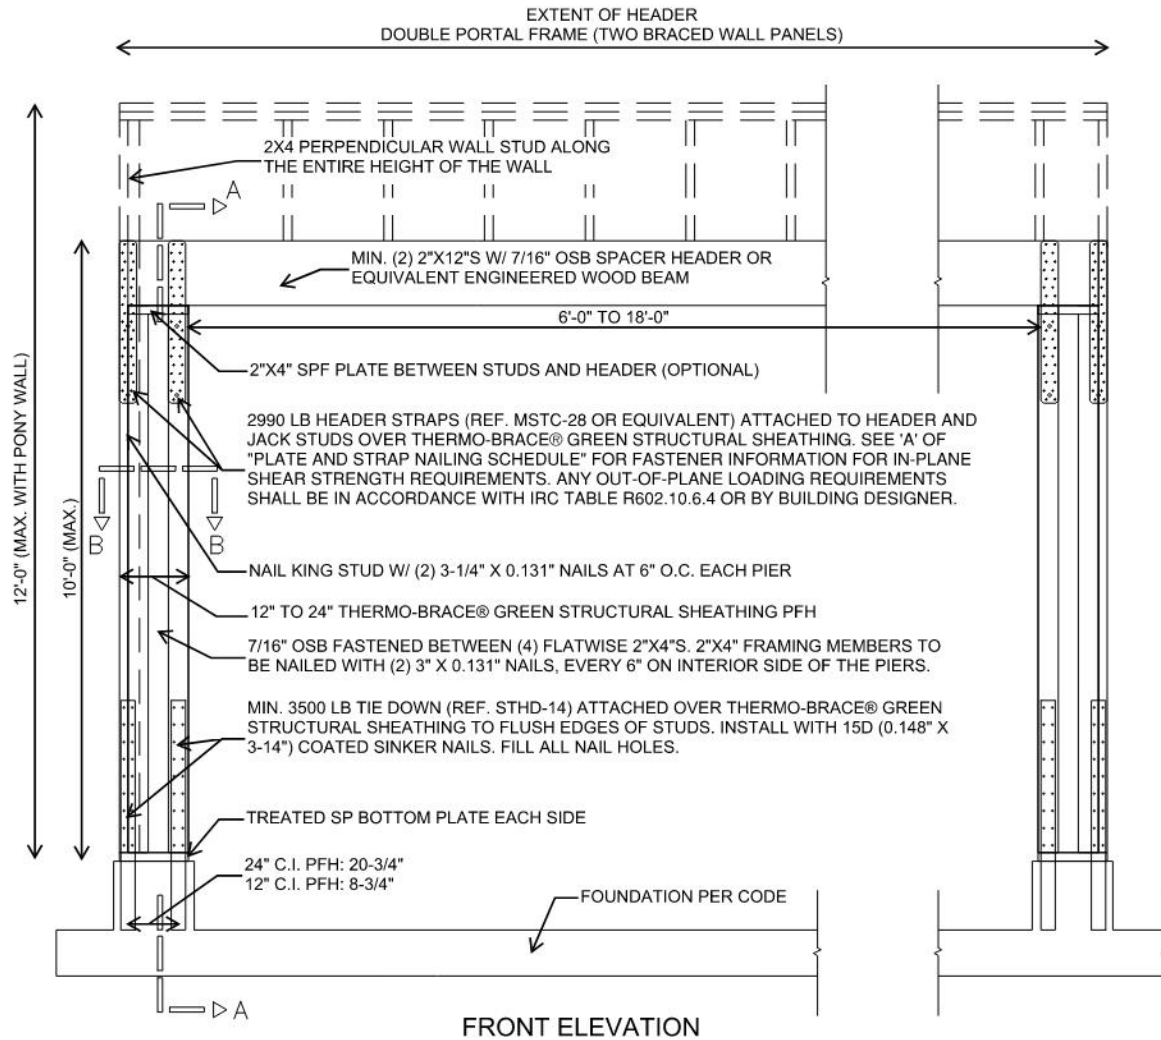 EXTENT OF HEADER
DOUBLE PORTAL FRAME (TWO BRACED WALL PANELS)
2X4 PERPENDICULAR WALL STUD ALONG
THE ENTIRE HEIGHT OF THE WALL
A
MIN. (2) 2"X12"S W/ 7/16" OSB SPACER HEADER OR
EQUIVALENT ENGINEERED WOOD BEAM
6'-0" TO 18'-0"
2"X4" SPF PLATE BETWEEN STUDS AND HEADER (OPTIONAL)
12'-0" (MAX. WITH PONY WALL)
10'-0" (MAX.)
2990 LB HEADER STRAPS (REF. MSTC-28 OR EQUIVALENT) ATTACHED TO HEADER AND
JACK STUDS OVER THERMO-BRACE® GREEN STRUCTURAL SHEATHING. SEE 'A' OF
"PLATE AND STRAP NAILING SCHEDULE" FOR FASTENER INFORMATION FOR IN-PLANE
SHEAR STRENGTH REQUIREMENTS. ANY OUT-OF-PLANE LOADING REQUIREMENTS
SHALL BE IN ACCORDANCE WITH IRC TABLE R602.10.6.4 OR BY BUILDING DESIGNER.
B
B
NAIL KING STUD W/ (2) 3-1/4" X 0.131" NAILS AT 6" O.C. EACH PIER
12" TO 24" THERMO-BRACE® GREEN STRUCTURAL SHEATHING PFH
7/16" OSB FASTENED BETWEEN (4) FLATWISE 2"X4"S. 2"X4" FRAMING MEMBERS TO
BE NAILED WITH (2) 3" X 0.131" NAILS, EVERY 6" ON INTERIOR SIDE OF THE PIERS.
MIN. 3500 LB TIE DOWN (REF. STHD-14) ATTACHED OVER THERMO-BRACE® GREEN
STRUCTURAL SHEATHING TO FLUSH EDGES OF STUDS. INSTALL WITH 15D (0.148" X
3-14") COATED SINKER NAILS. FILL ALL NAIL HOLES.
TREATED SP BOTTOM PLATE EACH SIDE
24" C.I. PFH: 20-3/4"
12" C.I. PFH: 8-3/4"
FOUNDATION PER CODE
A
FRONT ELEVATION